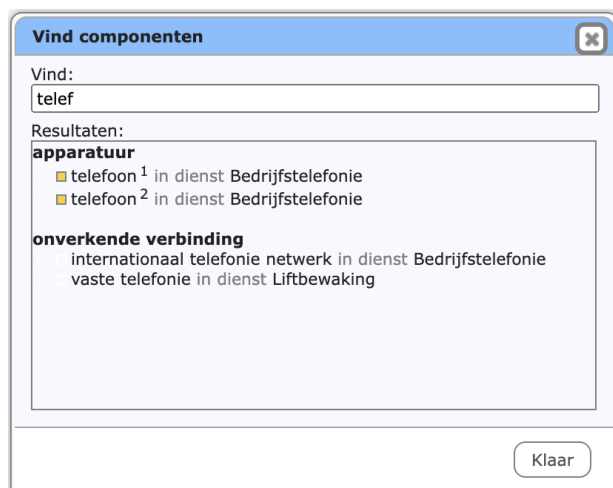 Vind componenten
Vind:
telef
Resultaten:
apparatuur
telefoon 1 in dienst Bedrijfstelefonie
telefoon 2 in dienst Bedrijfstelefonie
onverkende verbinding
internationaal telefonie netwerk in dienst Bedrijfstelefonie
vaste telefonie in dienst Liftbewaking
Klaar